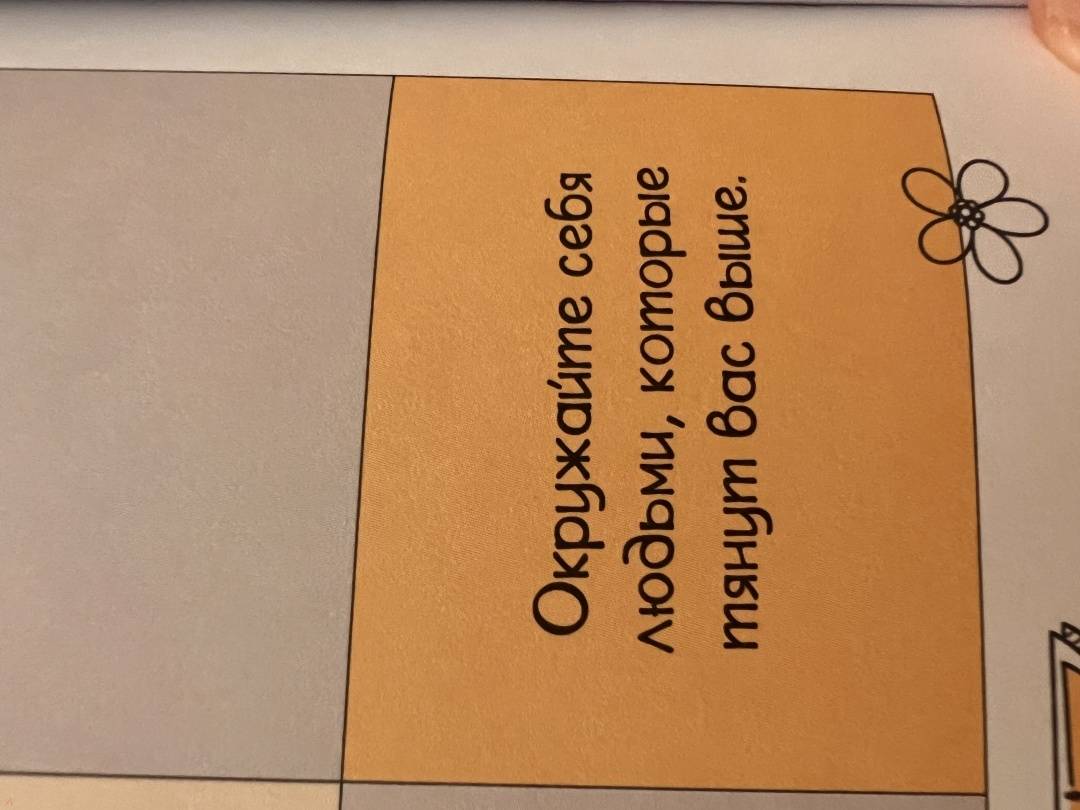 Окружайте себя
людьми, которые
тянут вас выше.